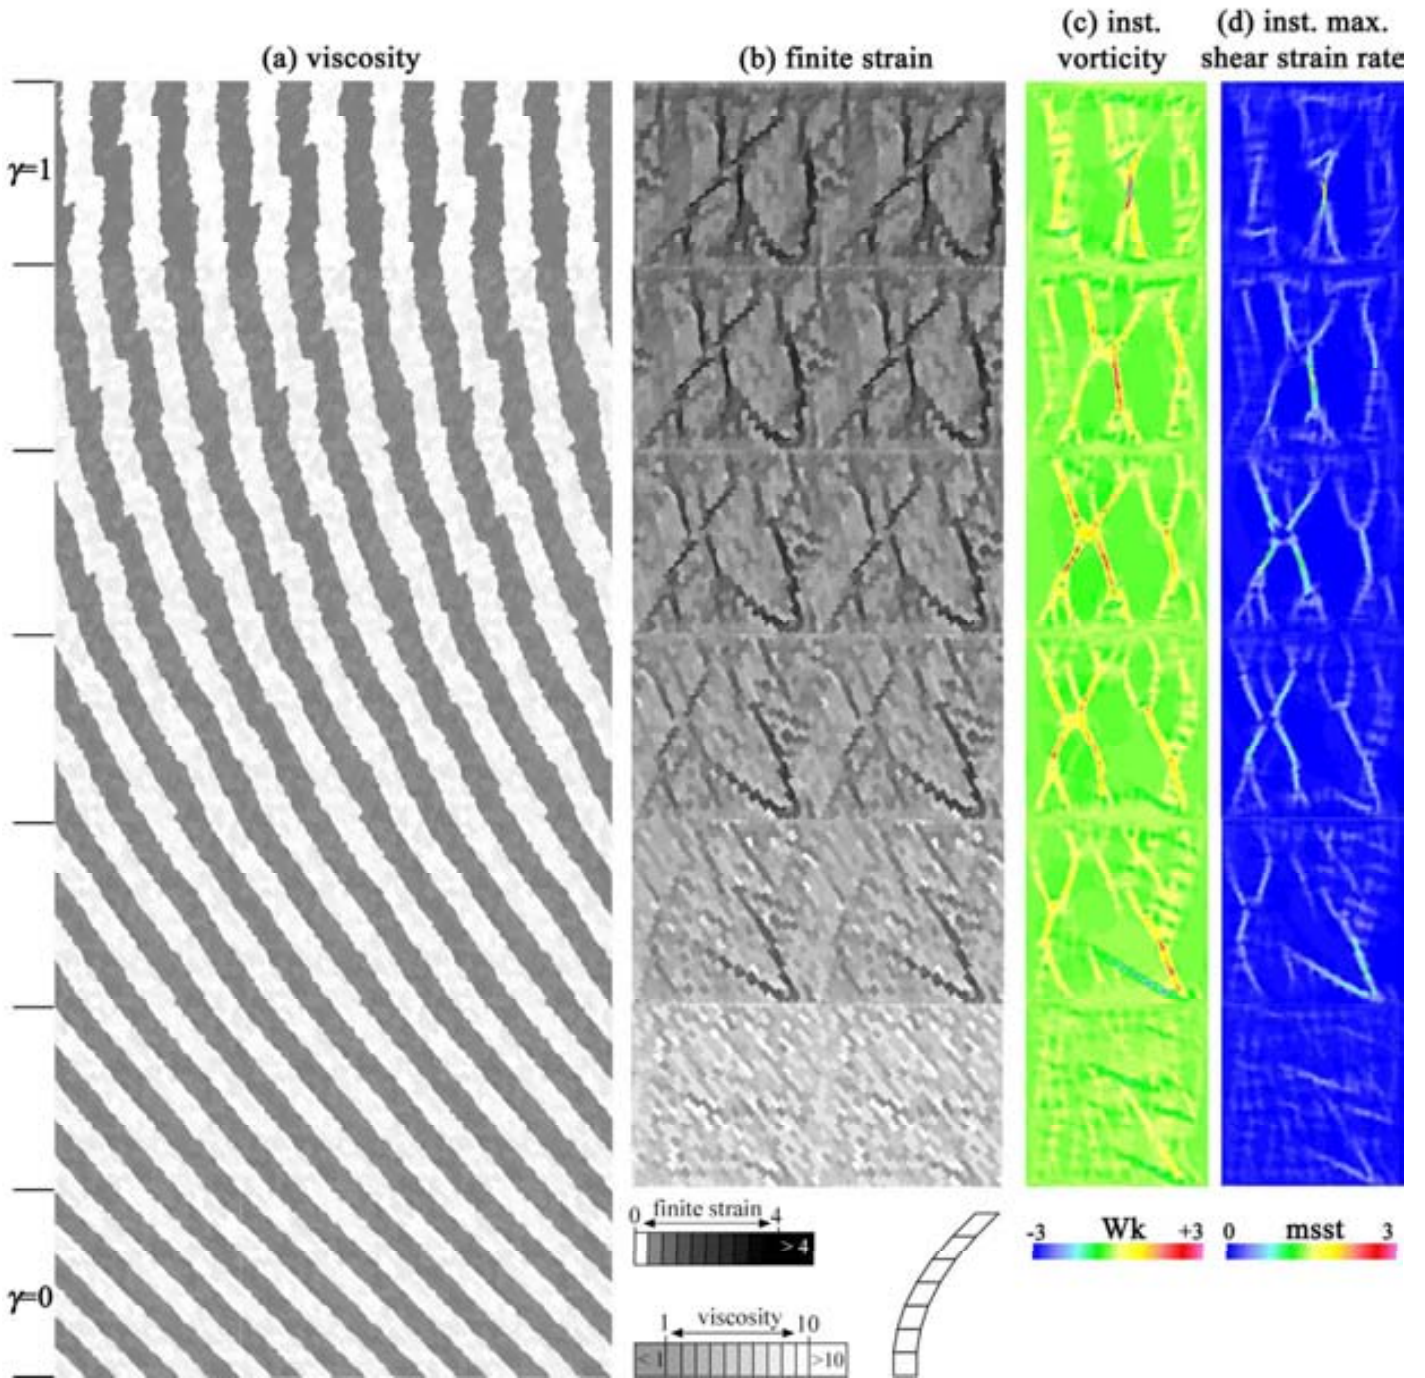 (a) viscosity
(b) finite strain
(c) inst.
vorticity
(d) inst. max.
shear strain rate
γ=1
γ=0
0 finite strain 4
> 4
1 viscosity 10
< 1
>10
-3 Wk +3
0 msst 3